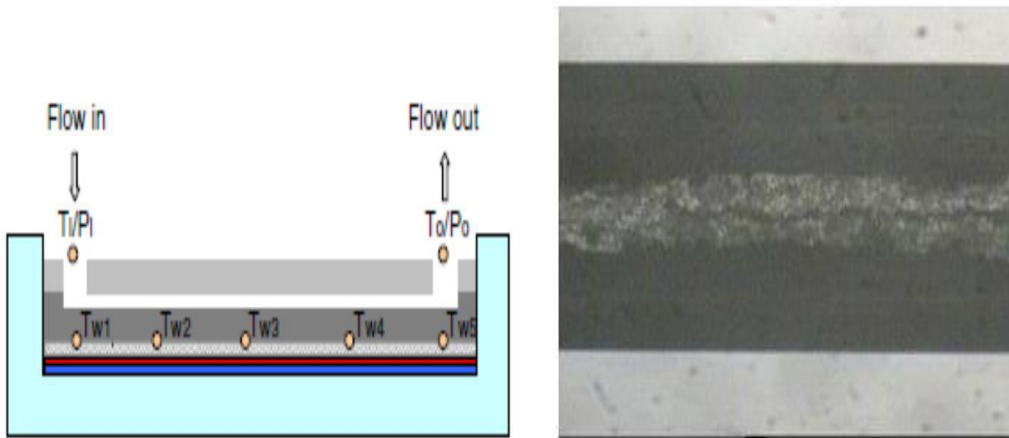 Flow in
Flow out
TI/PI
To/Po
Tw1
Tw2
Tw3
Tw4
Tw5